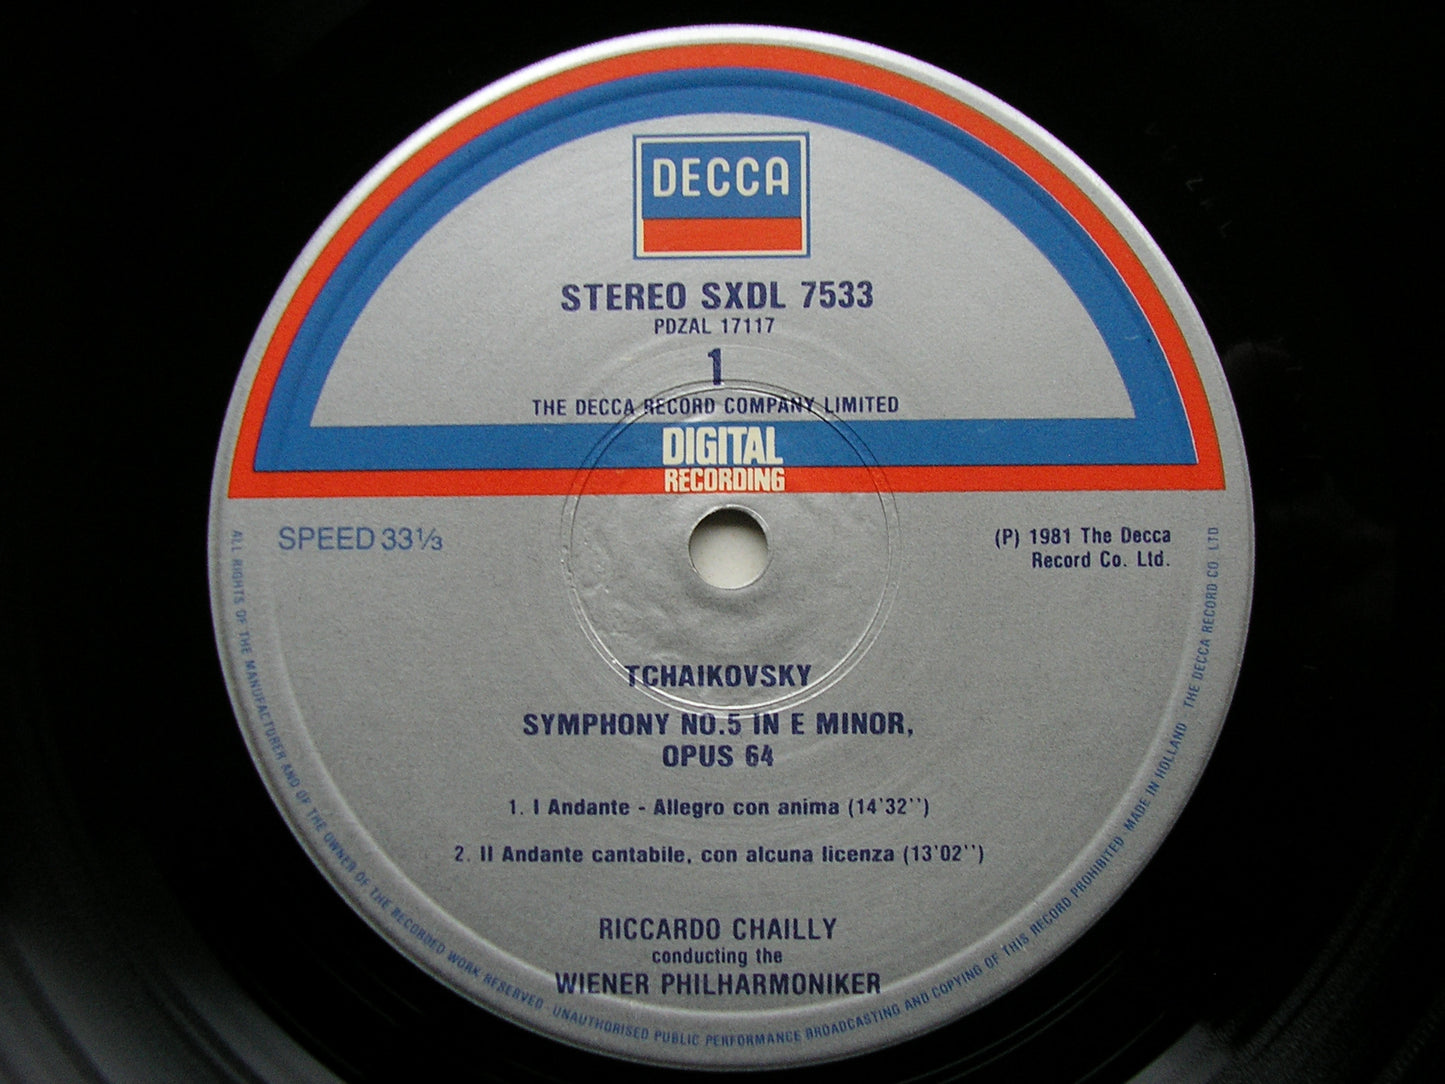 DECCA
STEREO SXDL 7533
PDZAL 17117
1
THE DECCA RECORD COMPANY LIMITED
DIGITAL
RECORDING
SPEED 33⅓
(P) 1981 The Decca
Record Co. Ltd.
TCHAIKOVSKY
SYMPHONY NO.5 IN E MINOR,
OPUS 64
1. I Andante - Allegro con anima (14'32'')
2. II Andante cantabile, con alcuna licenza (13'02'')
RICCARDO CHAILLY
conducting the
WIENER PHILHARMONIKER
ALL RIGHTS OF THE MANUFACTURER AND OF THE OWNER OF THE RECORDED WORK RESERVED · UNAUTHORISED PUBLIC PERFORMANCE BROADCASTING AND COPYING OF THIS RECORD PROHIBITED · MADE IN HOLLAND · THE DECCA RECORD CO. LTD